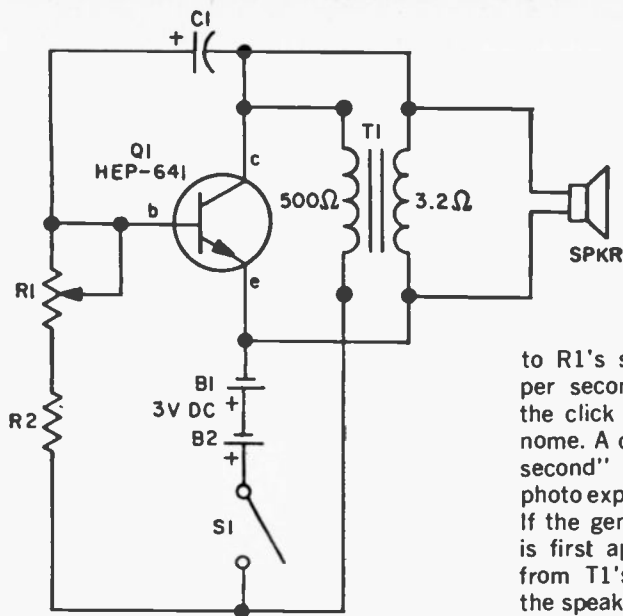 C1
+
T1
Q1
HEP-641
c
500Ω
3.2Ω
b
SPKR
R1
e
B1
3V DC +
R2
B2
+
S1
to R1's s
per secon
the click
nome. A c
second"
photo exp
If the ger
is first ap
from T1's
the speak